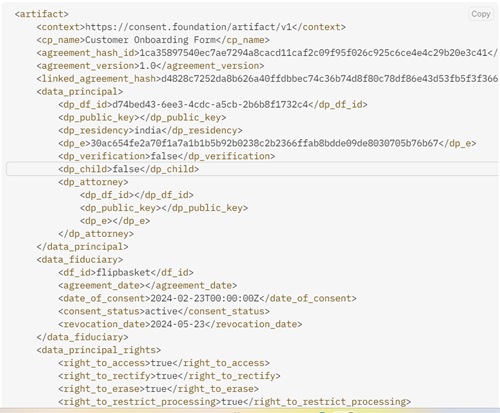 Copy
<artifact>
<context>https://consent.foundation/artifact/v1</context>
<cp_name>Customer Onboarding Form</cp_name>
<agreement_hash_id>1ca35897540ec7ae7294a8cacd11caf2c09f95f026c925c6ce4e4c29b20e3c41</
<agreement_version>1.0</agreement_version>
<linked_agreement_hash>d4828c7252da8b626a40ffdbbec74c36b74d8f80c78df86e43d53fb5f3f366
<data_principal>
<dp_df_id>d74bed43-6ee3-4cdc-a5cb-2b6b8f1732c4</dp_df_id>
<dp_public_key></dp_public_key>
<dp_residency>india</dp_residency>
<dp_e>30ac654fe2a70f1a7a1b1b5b92b0238c2b2366ffab8bdde09de8030705b76b67</dp_e>
<dp_verification>false</dp_verification>
<dp_child>false</dp_child>
<dp_attorney>
<dp_df_id></dp_df_id>
<dp_public_key></dp_public_key>
<dp_e></dp_e>
</dp_attorney>
</data_principal>
<data_fiduciary>
<df_id>flipbasket</df_id>
<agreement_date></agreement_date>
<date_of_consent>2024-02-23T00:00:00Z</date_of_consent>
<consent_status>active</consent_status>
<revocation_date>2024-05-23</revocation_date>
</data_fiduciary>
<data_principal_rights>
<right_to_access>true</right_to_access>
<right_to_rectify>true</right_to_rectify>
<right_to_erase>true</right_to_erase>
<right_to_restrict_processing>true</right_to_restrict_processing>